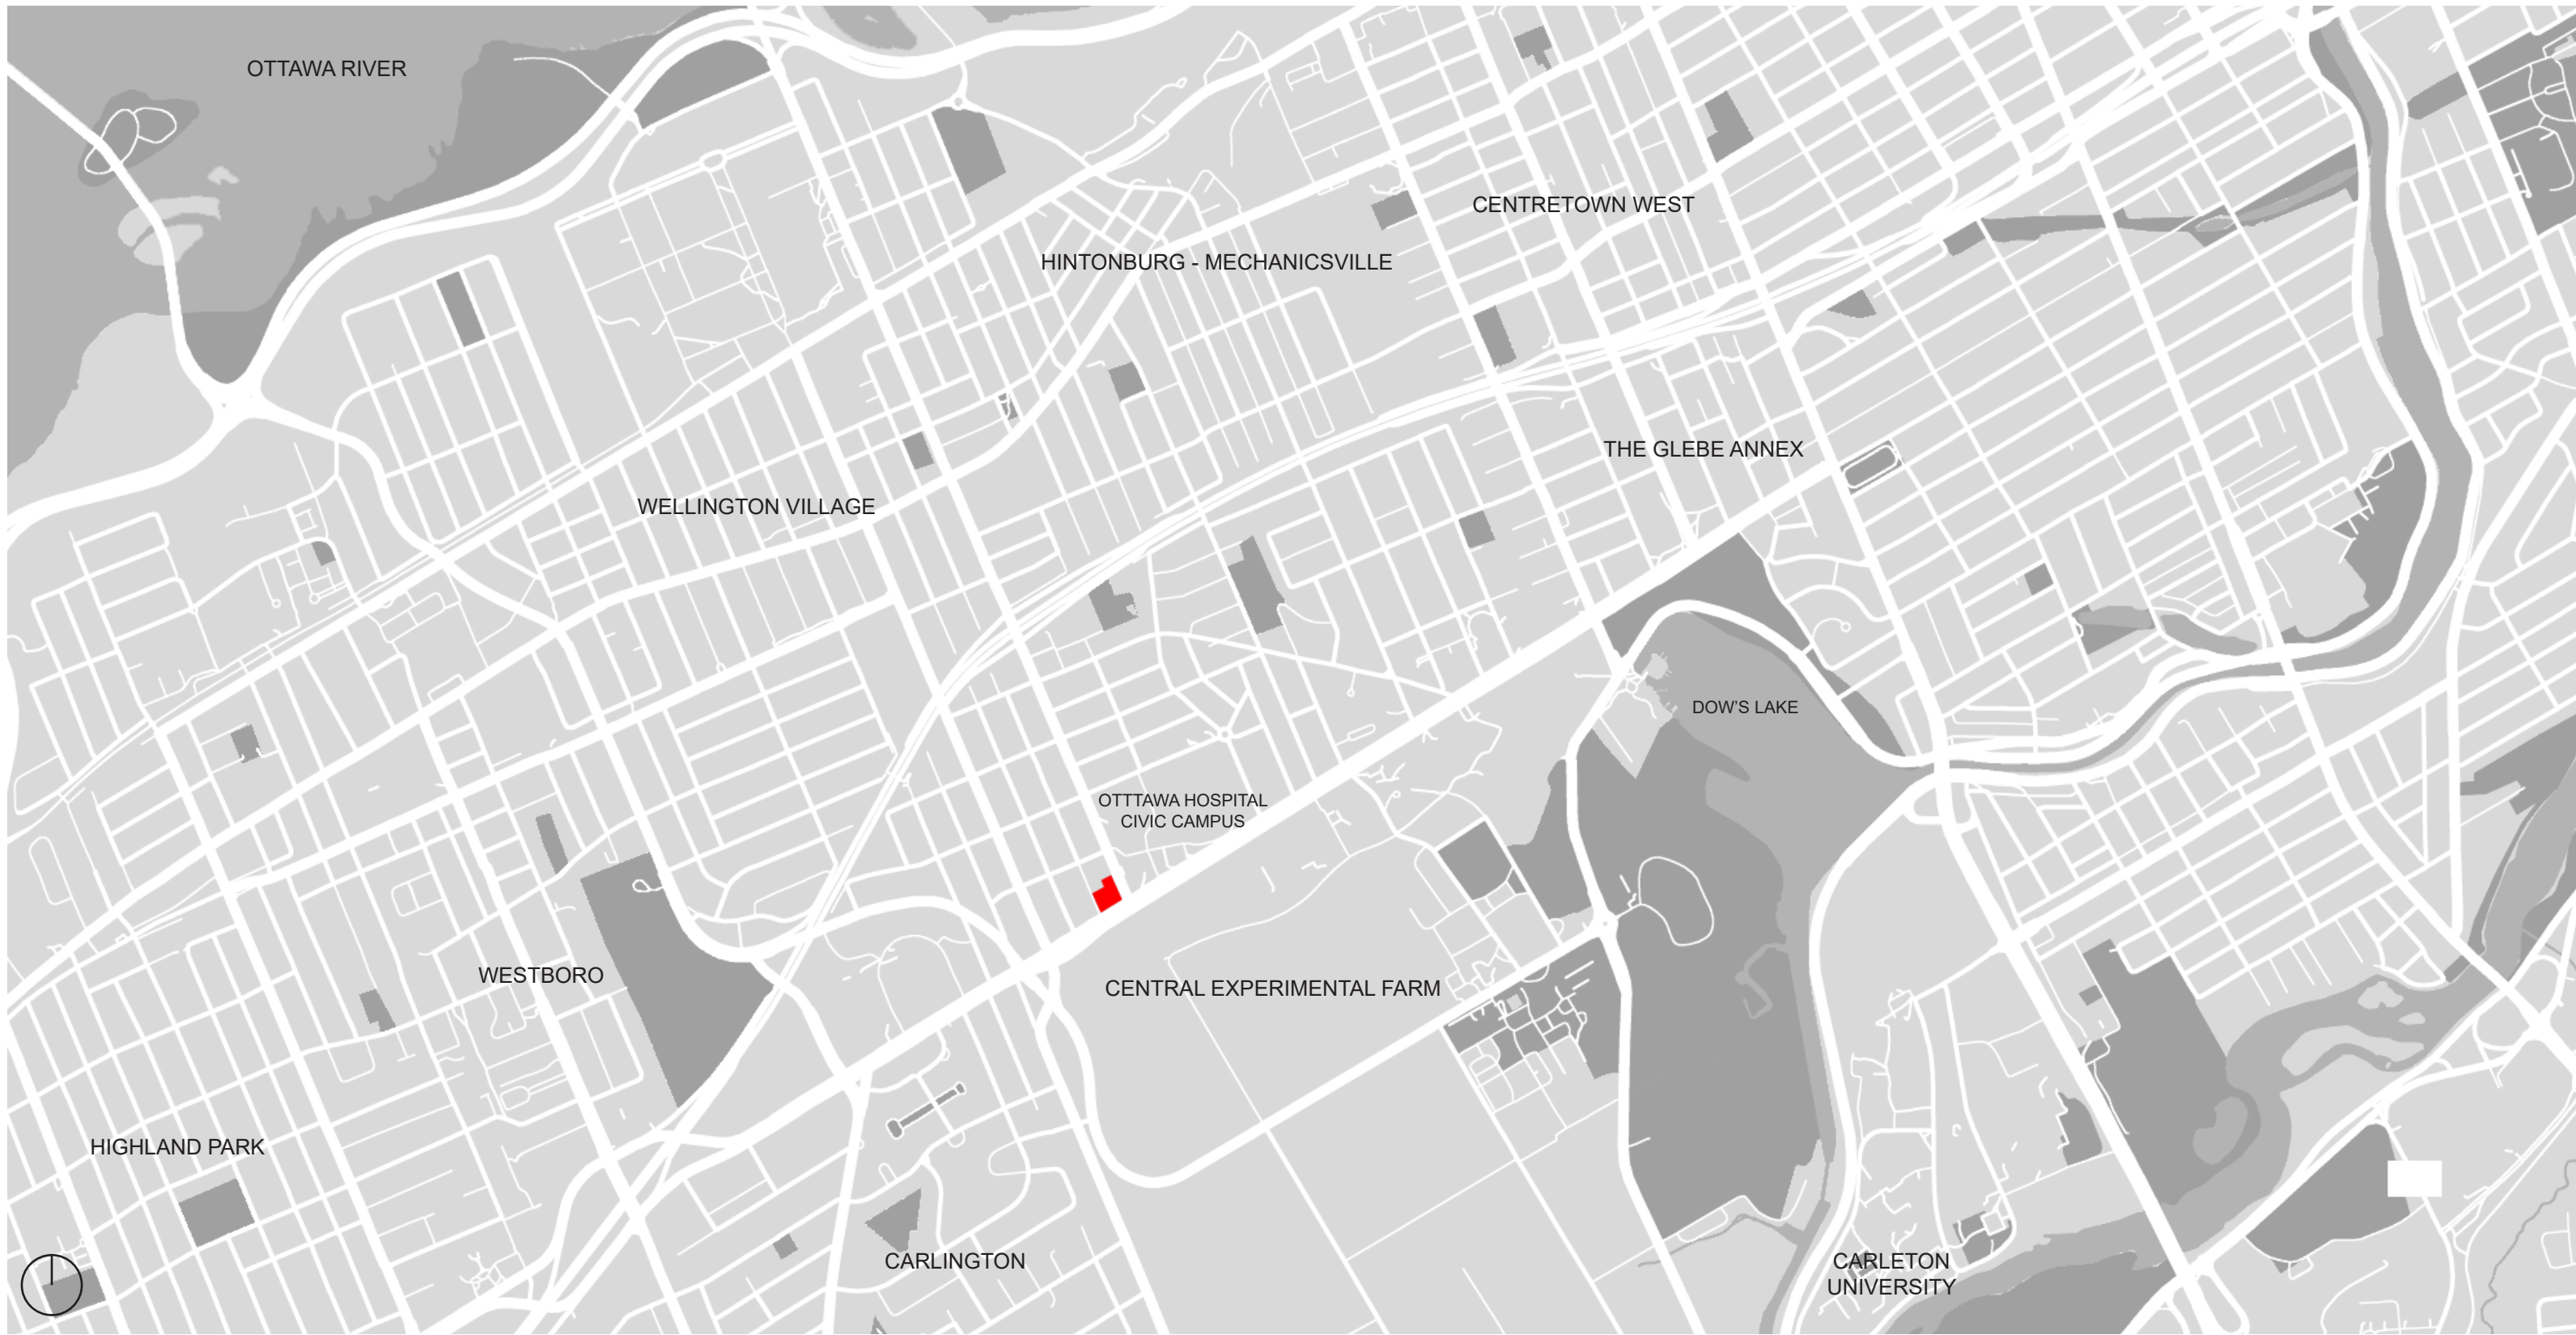 OTTAWA RIVER
CENTRETOWN WEST
HINTONBURG - MECHANICSVILLE
THE GLEBE ANNEX
WELLINGTON VILLAGE
DOW'S LAKE
OTTTAWA HOSPITAL
CIVIC CAMPUS
WESTBORO
CENTRAL EXPERIMENTAL FARM
HIGHLAND PARK
CARLINGTON
CARLETON
UNIVERSITY